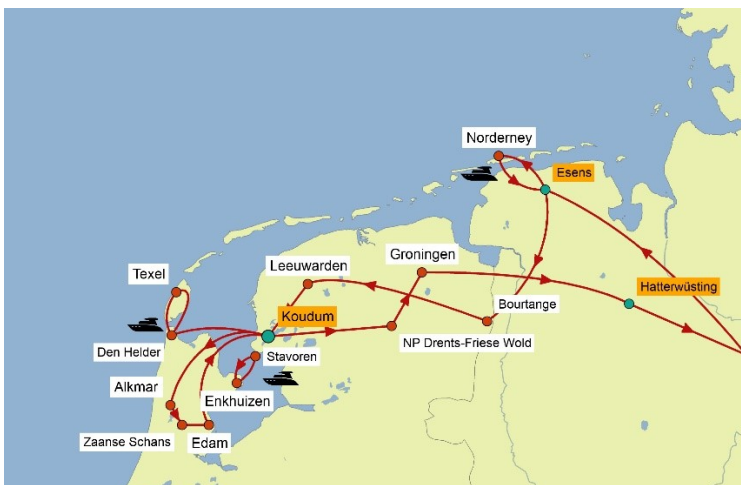 Norderney
Esens
Groningen
Leeuwarden
Texel
Hatterwüsting
Bourtange
Koudum
NP Drents-Friese Wold
Den Helder
Stavoren
Alkmar
Enkhuizen
Zaanse Schans
Edam